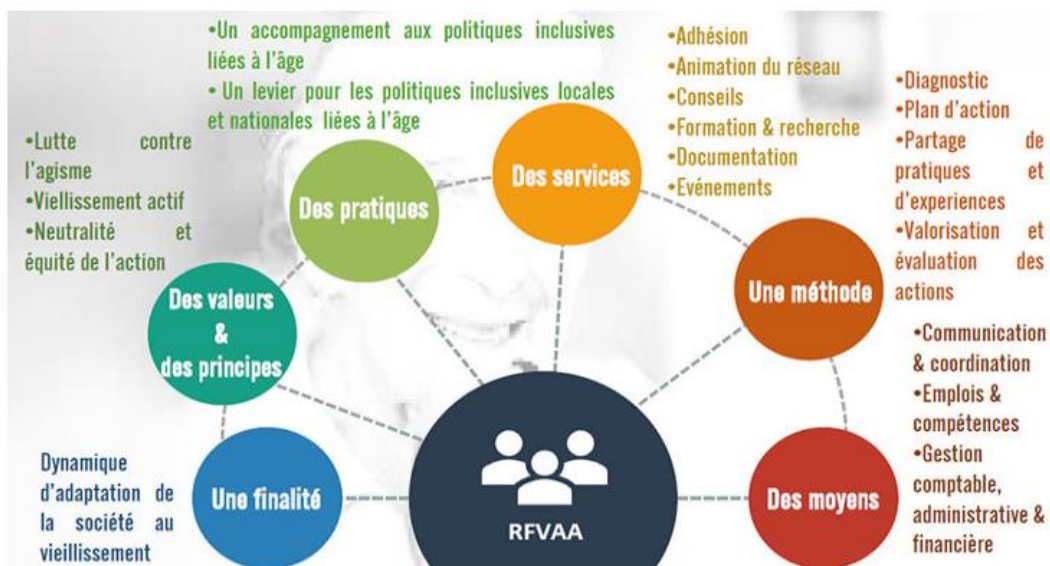 •Un accompagnement aux politiques inclusives
liées à l'âge
• Un levier pour les politiques inclusives locales
et nationales liées à l'âge
•Adhésion
•Animation du réseau
•Conseils
•Formation & recherche
•Documentation
•Evénements
•Diagnostic
•Plan d'action
•Partage de
pratiques et
d'experiences
•Valorisation et
évaluation des
actions
•Lutte contre
l'agisme
•Viellissement actif
•Neutralité et
équité de l'action
Des pratiques
Des services
Une méthode
Des valeurs
&
des principes
•Communication
& coordination
•Emplois &
compétences
•Gestion
comptable,
administrative &
financière
Dynamique
d'adaptation de
la société au
vieillissement
Une finalité
RFVAA
Des moyens